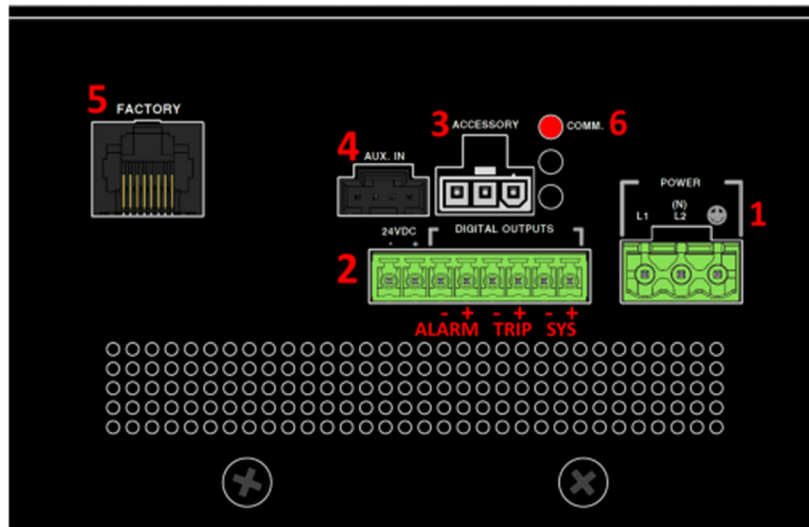 5 FACTORY
3 ACCESSORY
COMM. 6
4 AUX. IN
POWER
L1 (N) L2
1
24VDC
- +
DIGITAL OUTPUTS
2
- + - + - +
ALARM TRIP SYS